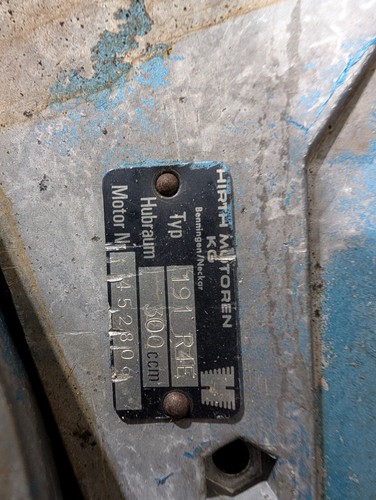 HIRTH MOTOREN
KG
Benningen/Neckar
Typ 191 R4E
Hubraum 300 ccm
Motor Nr.